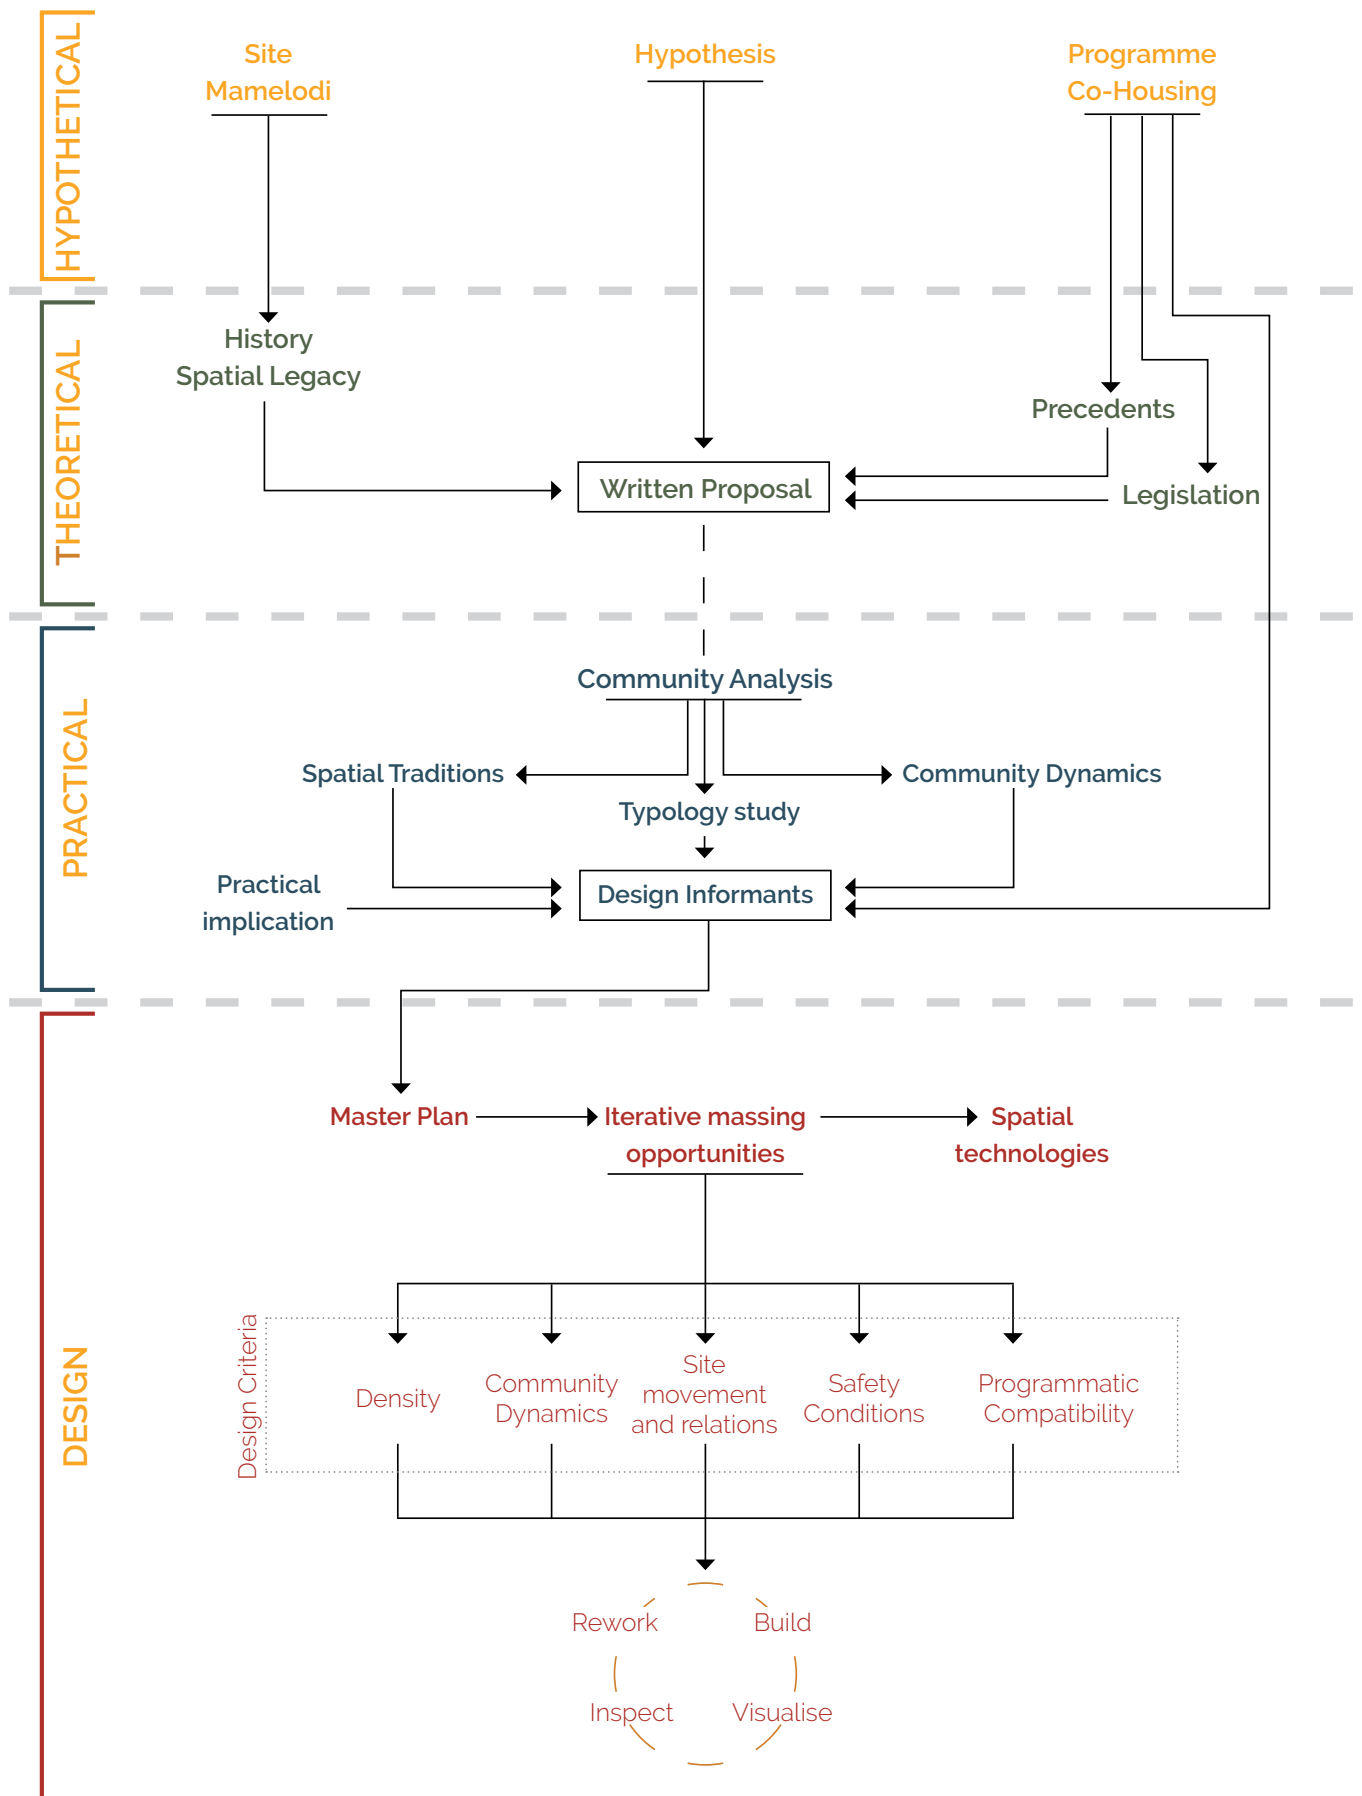 HYPOTHETICAL
Site
Mamelodi
Hypothesis
Programme
Co-Housing
THEORETICAL
History
Spatial Legacy
Precedents
Written Proposal
Legislation
PRACTICAL
Community Analysis
Spatial Traditions
Community Dynamics
Typology study
Practical
implication
Design Informants
DESIGN
Master Plan
Iterative massing
opportunities
Spatial
technologies
Design Criteria
Density
Community
Dynamics
Site
movement
and relations
Safety
Conditions
Programmatic
Compatibility
Rework
Build
Inspect
Visualise